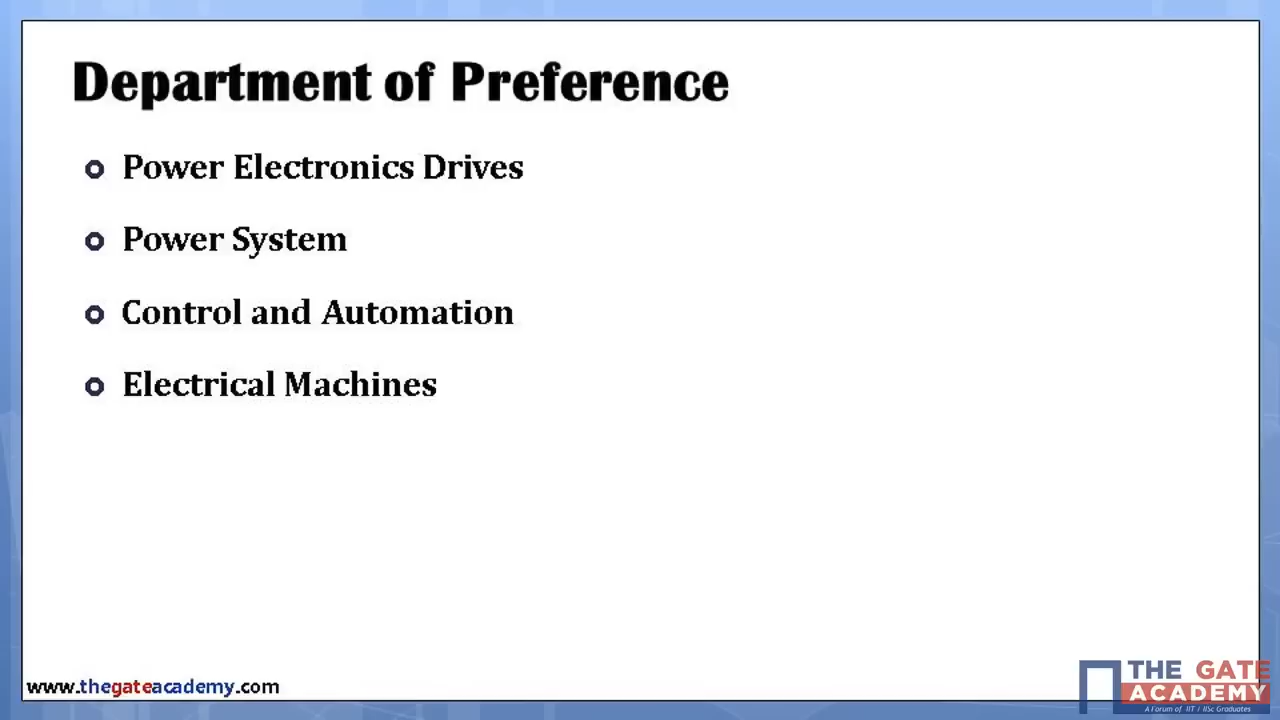 Department of Preference
Power Electronics Drives
Power System
Control and Automation
Electrical Machines
www.thegateacademy.com
THE GATE
ACADEMY
A Forum of IIT / IISc Graduates